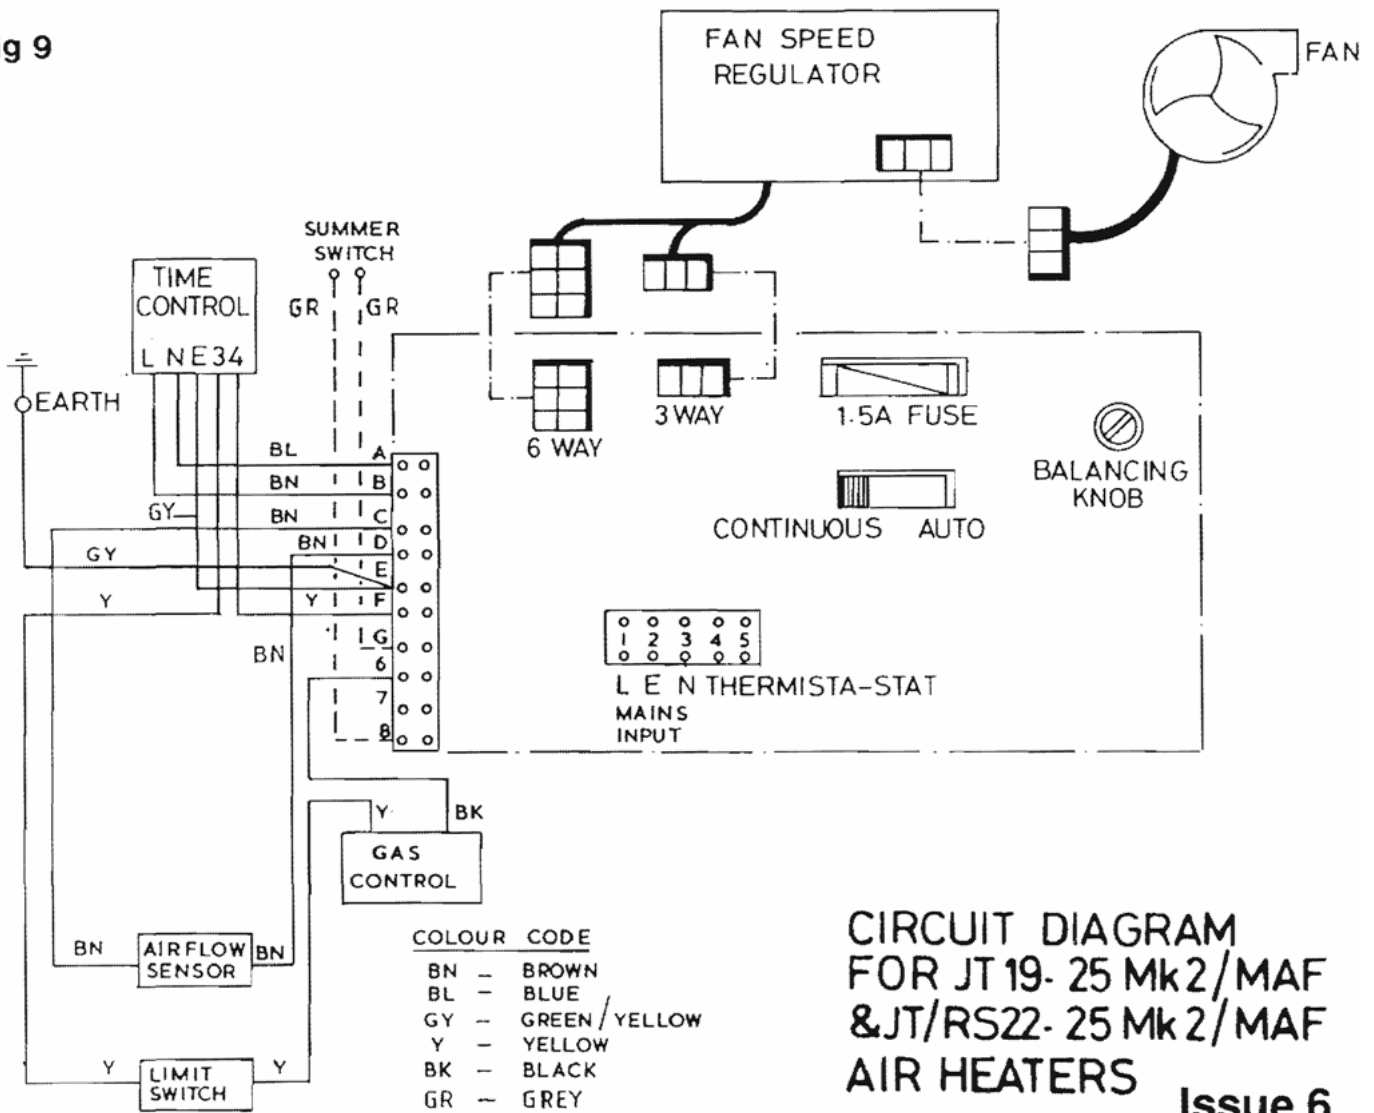 g 9
FAN SPEED
REGULATOR
FAN
SUMMER
SWITCH
GR
GR
TIME
CONTROL
L N E 3 4
EARTH
6 WAY
3 WAY
1·5A FUSE
BALANCING
KNOB
CONTINUOUS AUTO
BL A
BN B
GY BN C
BN D
GY E
Y Y F
G
BN 6
7
8
1 2 3 4 5
L E N THERMISTA-STAT
MAINS
INPUT
Y BK
GAS
CONTROL
BN AIRFLOW BN
SENSOR
Y LIMIT Y
SWITCH
COLOUR CODE
BN – BROWN
BL – BLUE
GY – GREEN/YELLOW
Y – YELLOW
BK – BLACK
GR – GREY
CIRCUIT DIAGRAM
FOR JT 19- 25 Mk 2/MAF
&JT/RS22- 25 Mk 2/MAF
AIR HEATERS
Issue 6